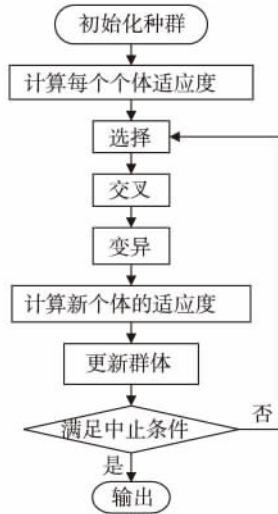 初始化种群
计算每个个体适应度
选择
交叉
变异
计算新个体的适应度
更新群体
满足中止条件
否
是
输出